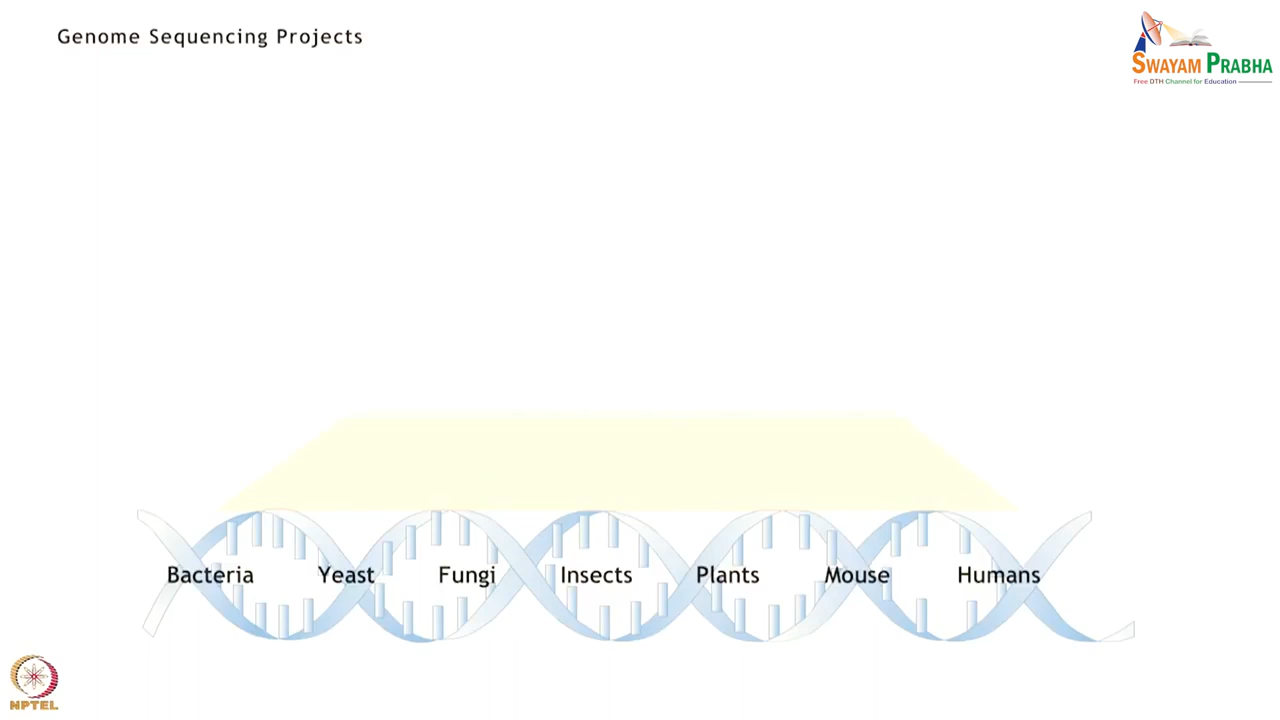 Genome Sequencing Projects
SWAYAM PRABHA
Free DTH Channel for Education
Bacteria Yeast Fungi Insects Plants Mouse Humans
NPTEL